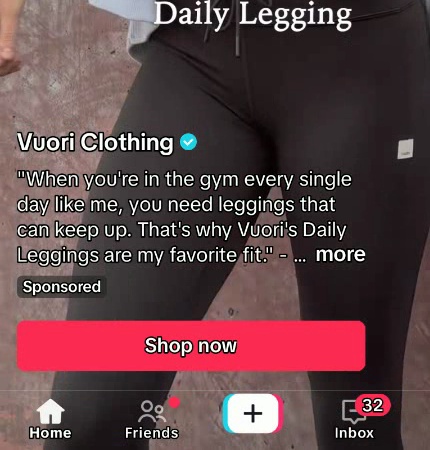 Daily Legging
Vuori Clothing
"When you're in the gym every single
day like me, you need leggings that
can keep up. That's why Vuori's Daily
Leggings are my favorite fit." - ... more
Sponsored
Shop now
32
Home
Friends
Inbox